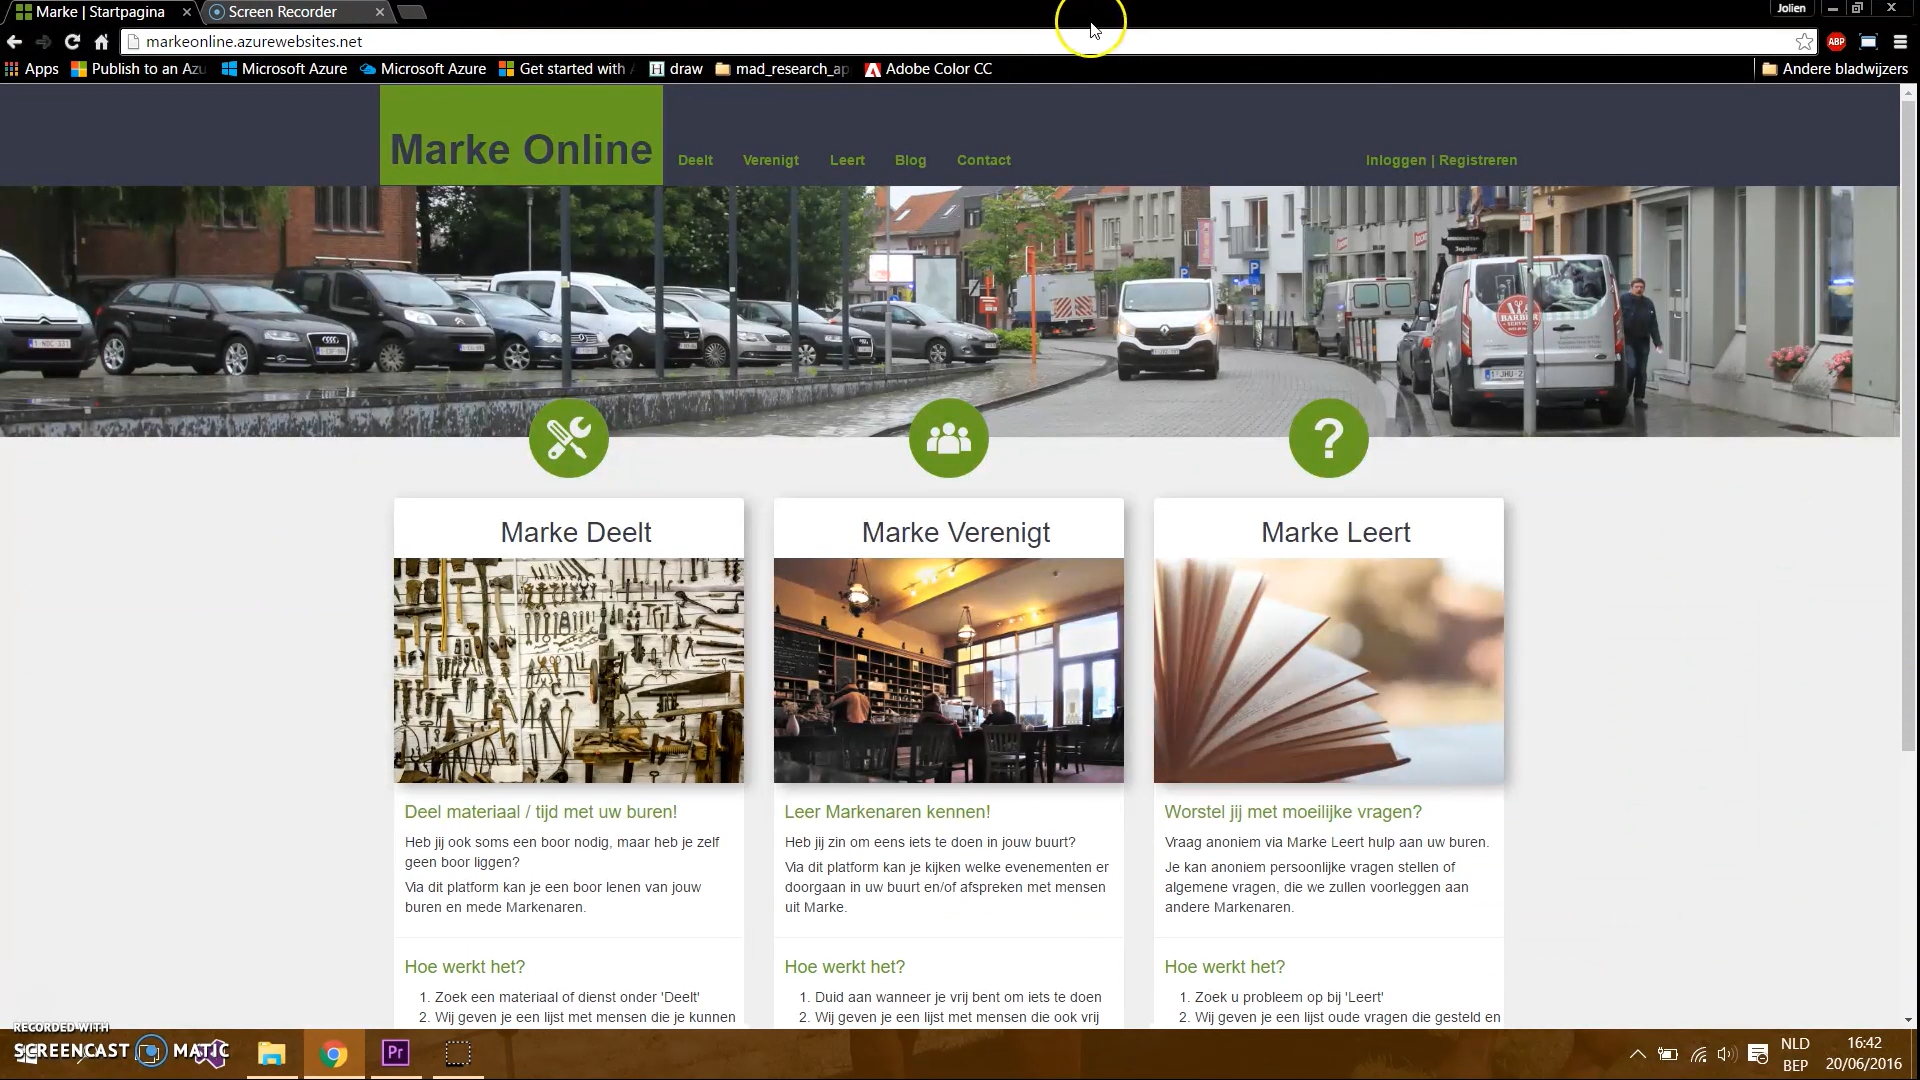 Marke | Startpagina
Screen Recorder
Jolien
markeonline.azurewebsites.net
ABP
Apps
Publish to an Azu
Microsoft Azure
Microsoft Azure
Get started with
draw
mad_research_ap
Adobe Color CC
Andere bladwijzers
Marke Online
Deelt
Verenigt
Leert
Blog
Contact
Inloggen | Registreren
BARBER
Marke Deelt
Marke Verenigt
Marke Leert
Deel materiaal / tijd met uw buren!
Heb jij ook soms een boor nodig, maar heb je zelf
geen boor liggen?
Via dit platform kan je een boor lenen van jouw
buren en mede Markenaren.
Hoe werkt het?
1. Zoek een materiaal of dienst onder 'Deelt'
2. Wij geven je een lijst met mensen die je kunnen
Leer Markenaren kennen!
Heb jij zin om eens iets te doen in jouw buurt?
Via dit platform kan je kijken welke evenementen er
doorgaan in uw buurt en/of afspreken met mensen
uit Marke.
Hoe werkt het?
1. Duid aan wanneer je vrij bent om iets te doen
2. Wij geven je een lijst met mensen die ook vrij
Worstel jij met moeilijke vragen?
Vraag anoniem via Marke Leert hulp aan uw buren.
Je kan anoniem persoonlijke vragen stellen of
algemene vragen, die we zullen voorleggen aan
andere Markenaren.
Hoe werkt het?
1. Zoek u probleem op bij 'Leert'
2. Wij geven je een lijst oude vragen die gesteld en
RECORDED WITH
SCREENCAST MATIC
Pr
NLD
BEP
16:42
20/06/2016